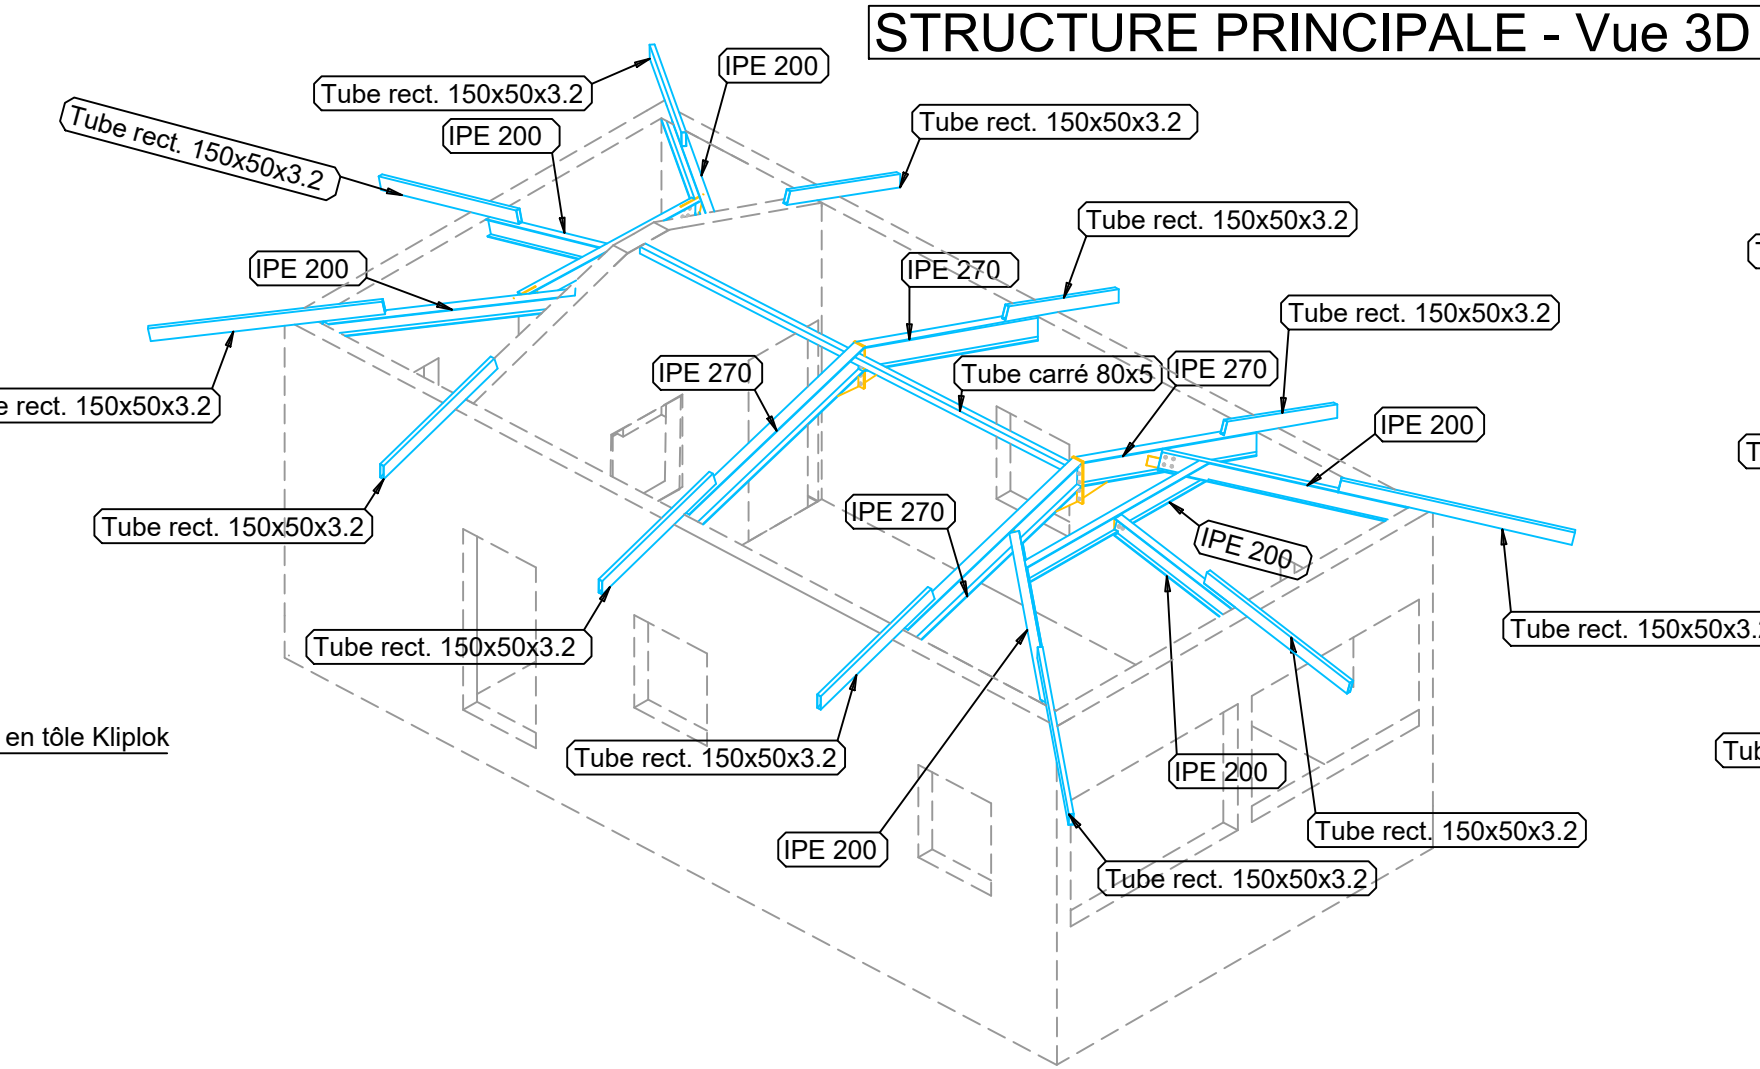 STRUCTURE PRINCIPALE - Vue 3D
IPE 200
Tube rect. 150x50x3.2
Tube rect. 150x50x3.2
IPE 200
Tube rect. 150x50x3.2
Tube rect. 150x50x3.2
IPE 200
IPE 270
Tube rect. 150x50x3.2
IPE 270
Tube carré 80x5
IPE 270
rect. 150x50x3.2
IPE 200
IPE 270
Tube rect. 150x50x3.2
IPE 200
Tube rect. 150x50x3.2
Tube rect. 150x50x3.
en tôle Kliplok
Tube rect. 150x50x3.2
IPE 200
IPE 200
Tube rect. 150x50x3.2
Tube rect. 150x50x3.2